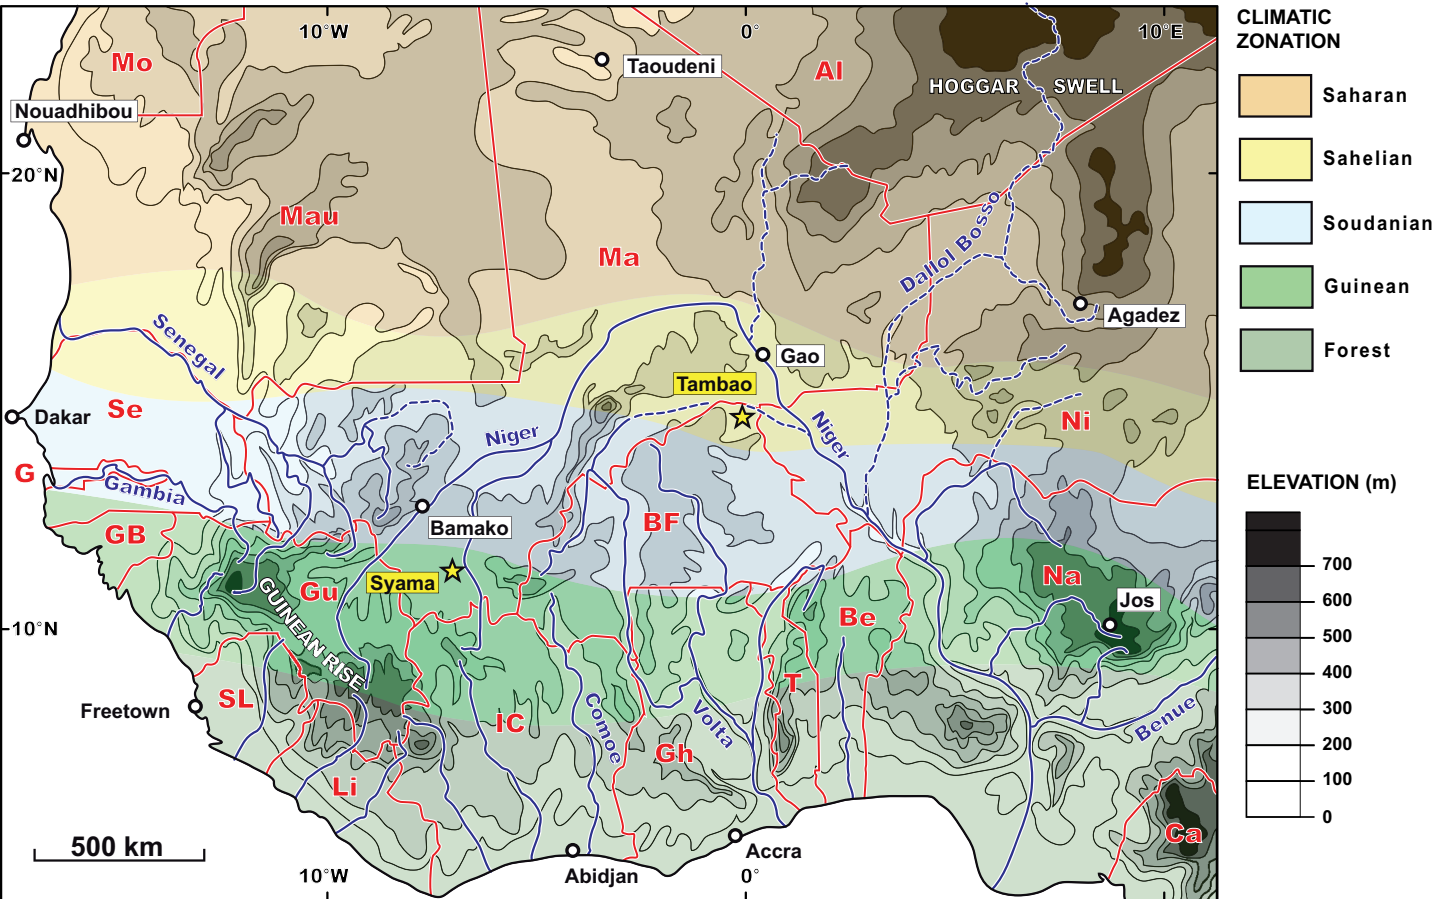 10°W
0°
10°E
CLIMATIC
ZONATION
Mo
Taoudeni
Al
HOGGAR SWELL
Nouadhibou
Saharan
Sahelian
20°N
Mau
Dallol Bosso
Soudanian
Ma
Guinean
Agadez
Senegal
Gao
Forest
Tambao
Se
Dakar
Niger
Niger
Ni
G
Gambia
ELEVATION (m)
Bamako
BF
GB
700
Syama
Gu
GUINEAN RISE
Na
600
Jos
10°N
Be
500
400
SL
T
300
Freetown
IC
Comoe
Volta
Benue
200
Gh
Li
100
0
500 km
Ca
Accra
10°W
Abidjan
0°